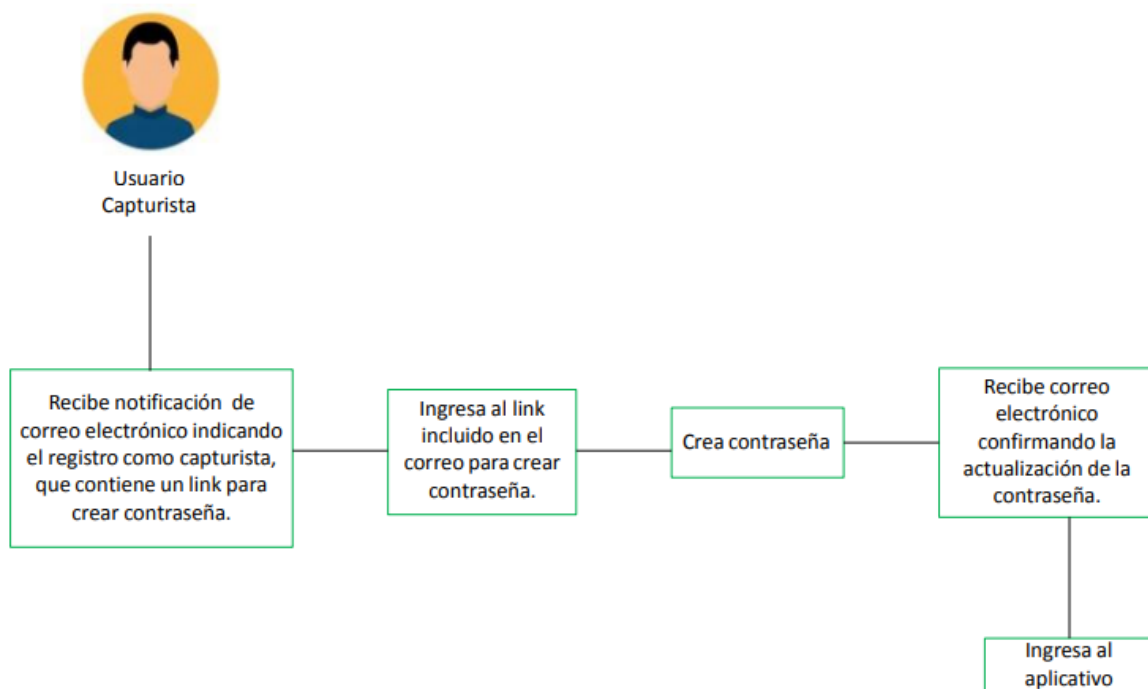 Usuario
Capturista
Recibe notificación de
correo electrónico indicando
el registro como capturista,
que contiene un link para
crear contraseña.
Ingresa al link
incluido en el
correo para crear
contraseña.
Crea contraseña
Recibe correo
electrónico
confirmando la
actualización de la
contraseña.
Ingresa al
aplicativo